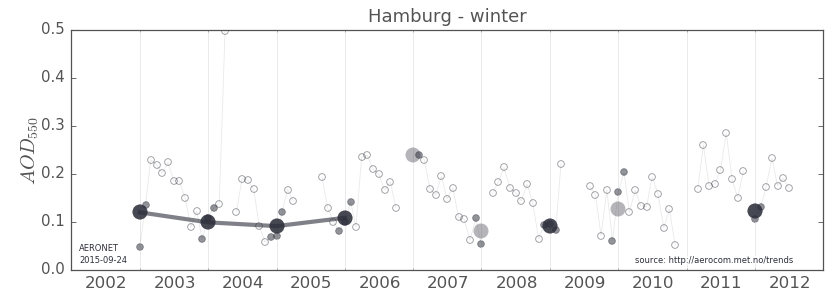 Hamburg - winter
0.5
0.4
0.3
0.2
0.1
0.0
AOD550
AERONET
2015-09-24
source: http://aerocom.met.no/trends
2002 2003 2004 2005 2006 2007 2008 2009 2010 2011 2012